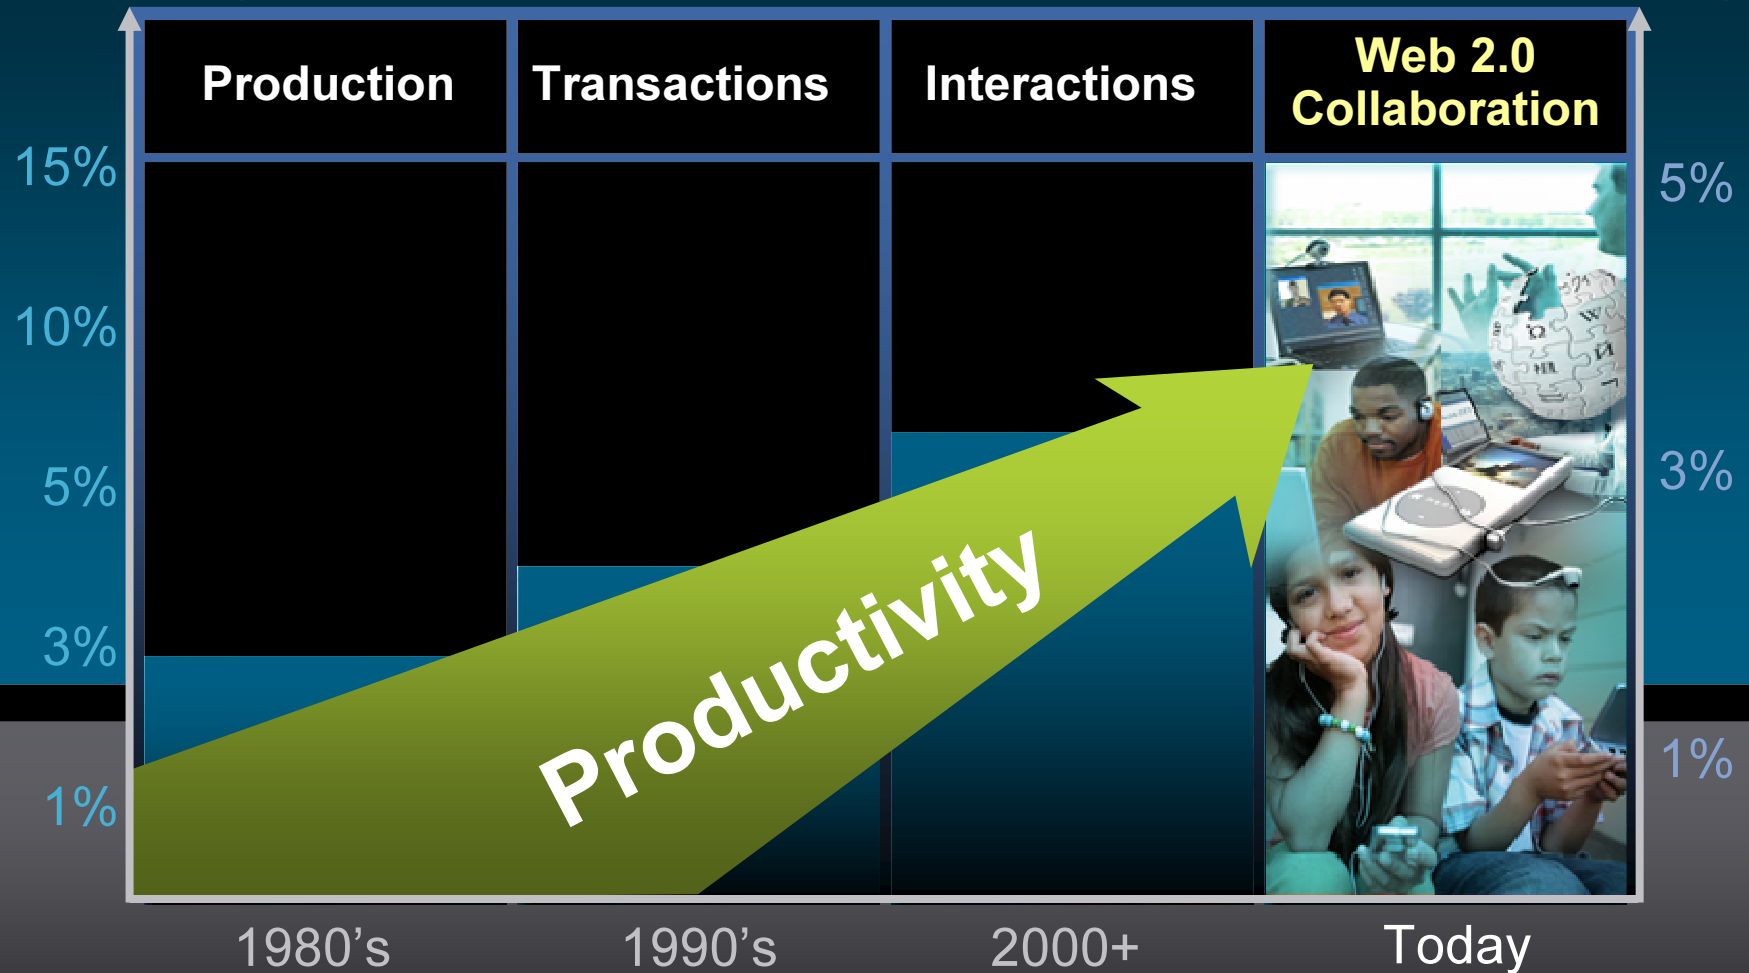 Production
Transactions
Interactions
Web 2.0
Collaboration
15%
10%
5%
3%
1%
5%
3%
1%
Productivity
1980’s
1990’s
2000+
Today